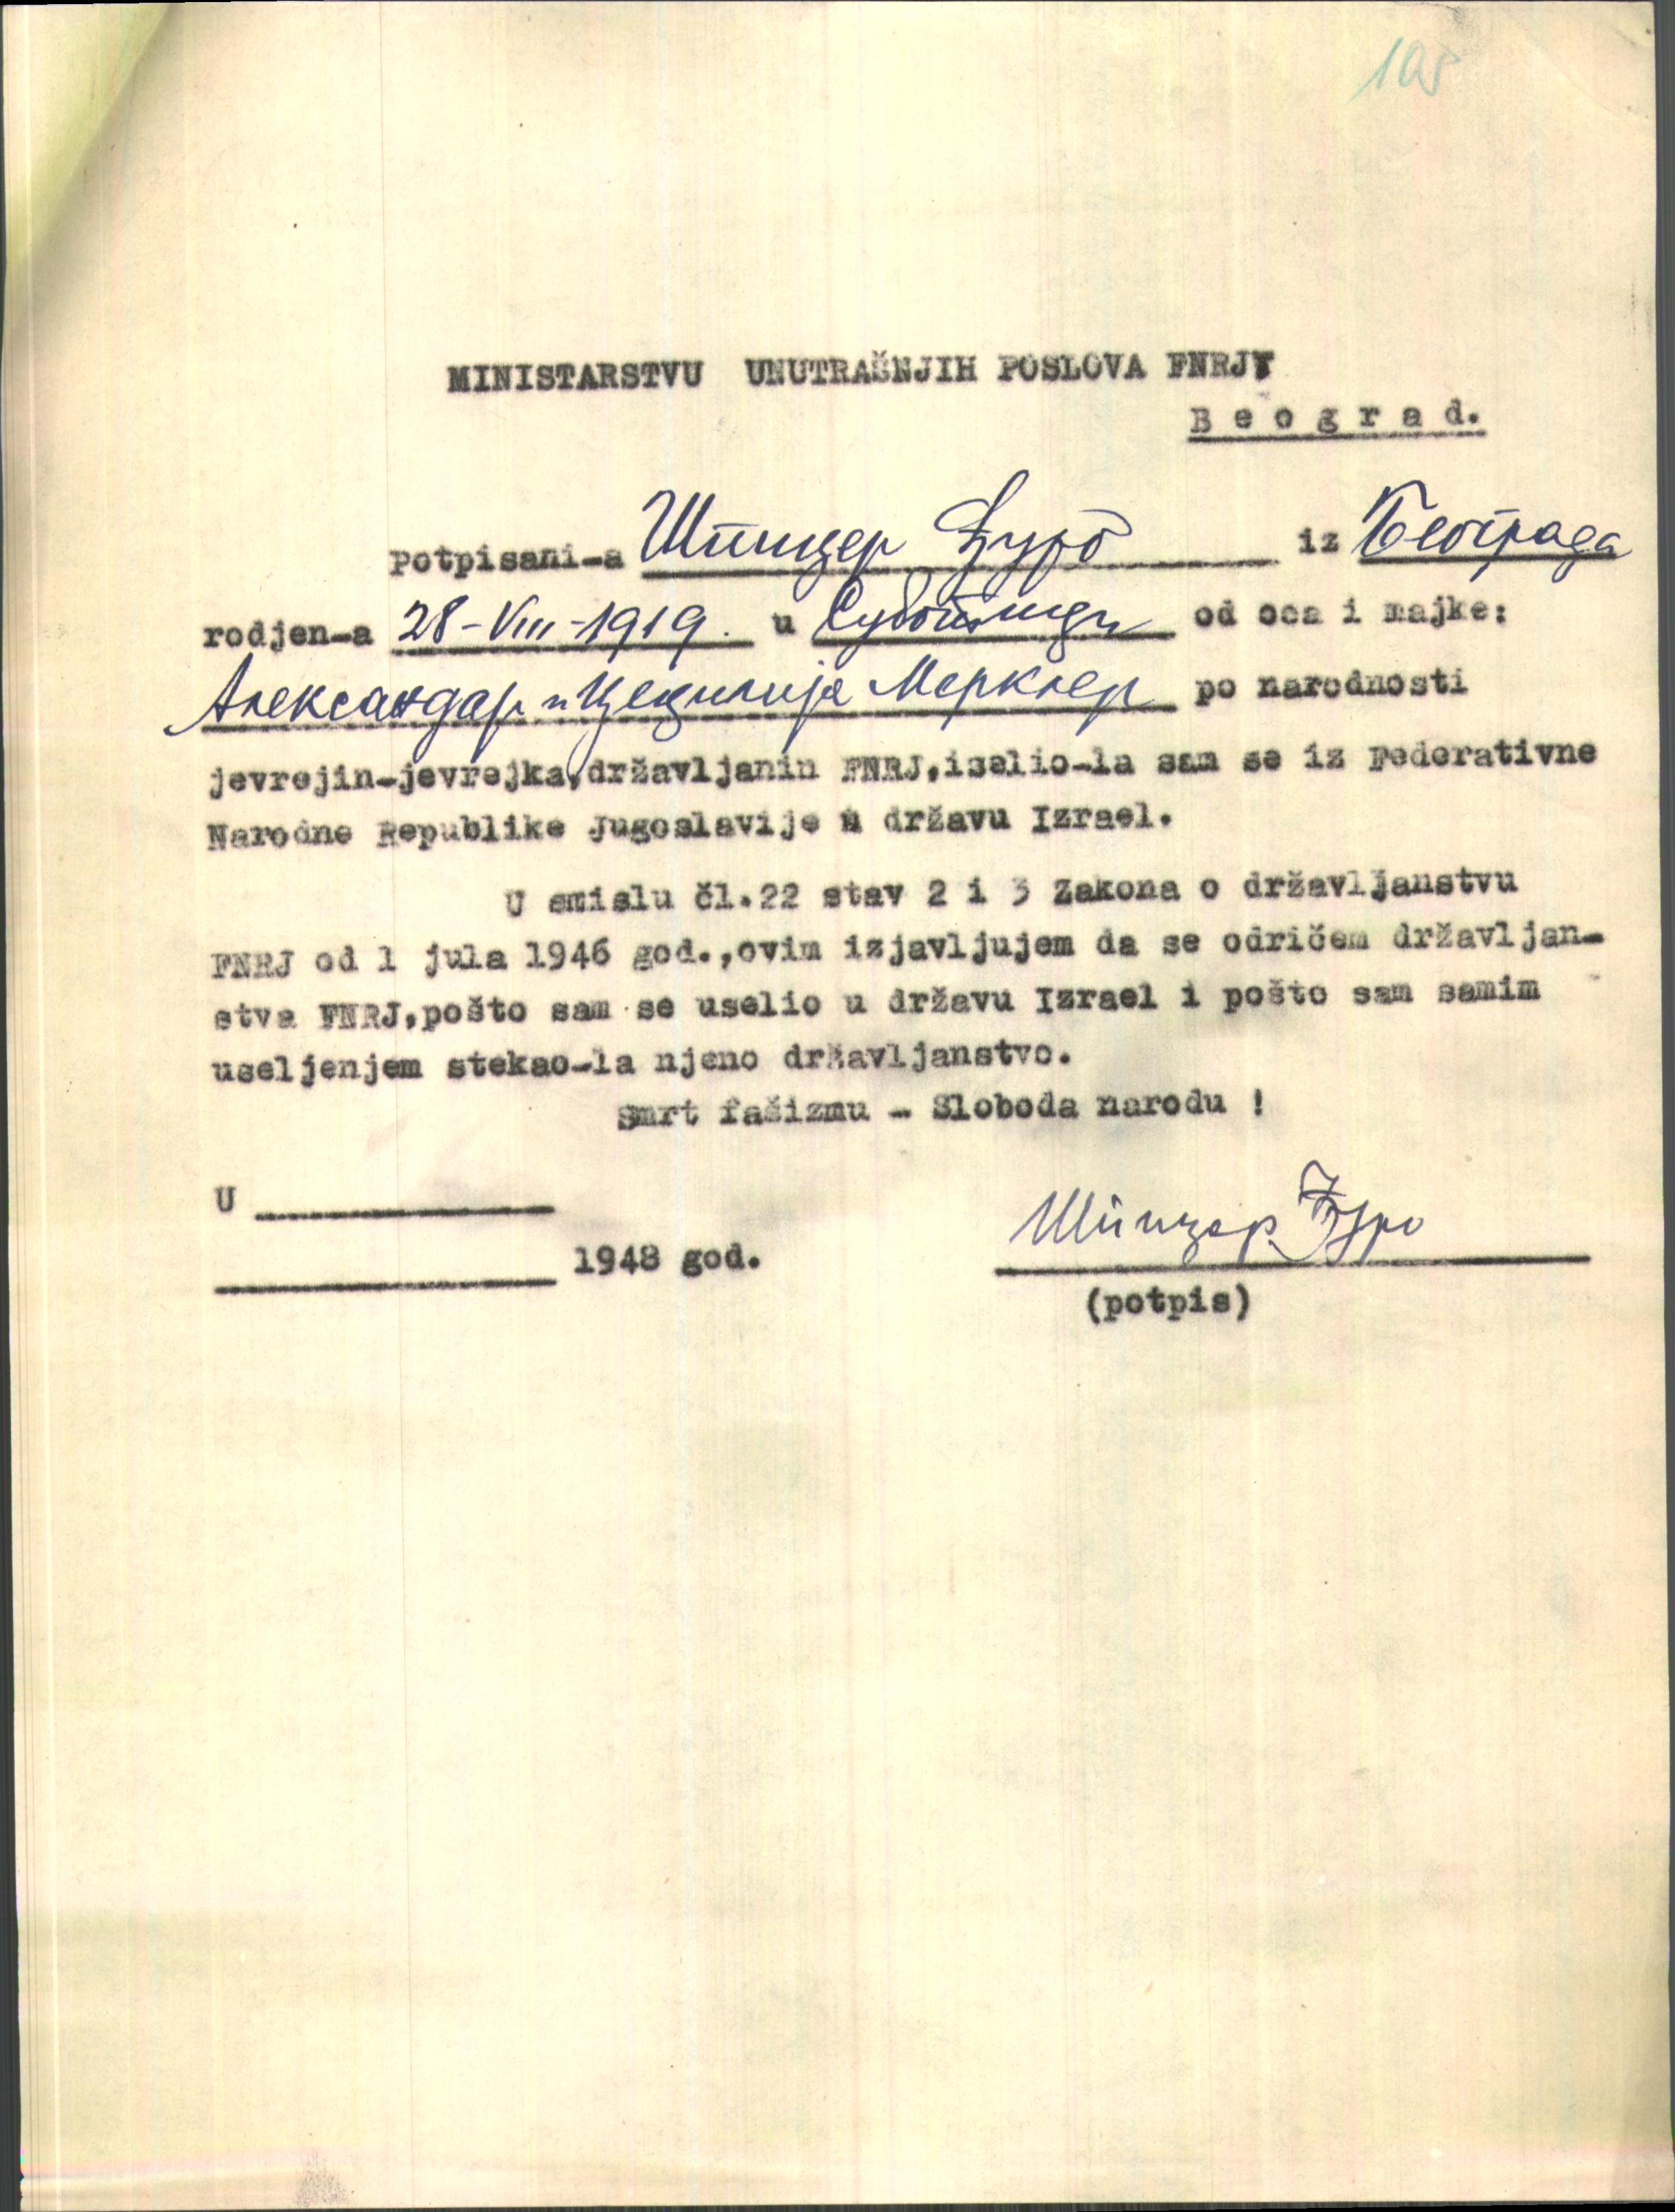 105
MINISTARSTVU UNUTRAŠNJIH POSLOVA FNRJ
B e o g r a d.
Potpisani-a Шпицер Ђуро iz Београда
rodjen-a 28-VIII-1919. u Суботици od oca i majke:
Александар и Цецилија Мерклер po narodnosti
jevrejin-jevrejka,državljanin FNRJ,iselio-la sam se iz Federativne
Narodne Republike Jugoslavije u državu Izrael.
U smislu čl.22 stav 2 i 3 Zakona o državljanstvu
FNRJ od 1 jula 1946 god.,ovim izjavljujem da se odričem državljan-
stva FNRJ,pošto sam se uselio u državu Izrael i pošto sam samim
useljenjem stekao-la njeno državljanstvo.
Smrt fašizmu - Sloboda narodu !
U
Шпицер Ђуро
1948 god.
(potpis)